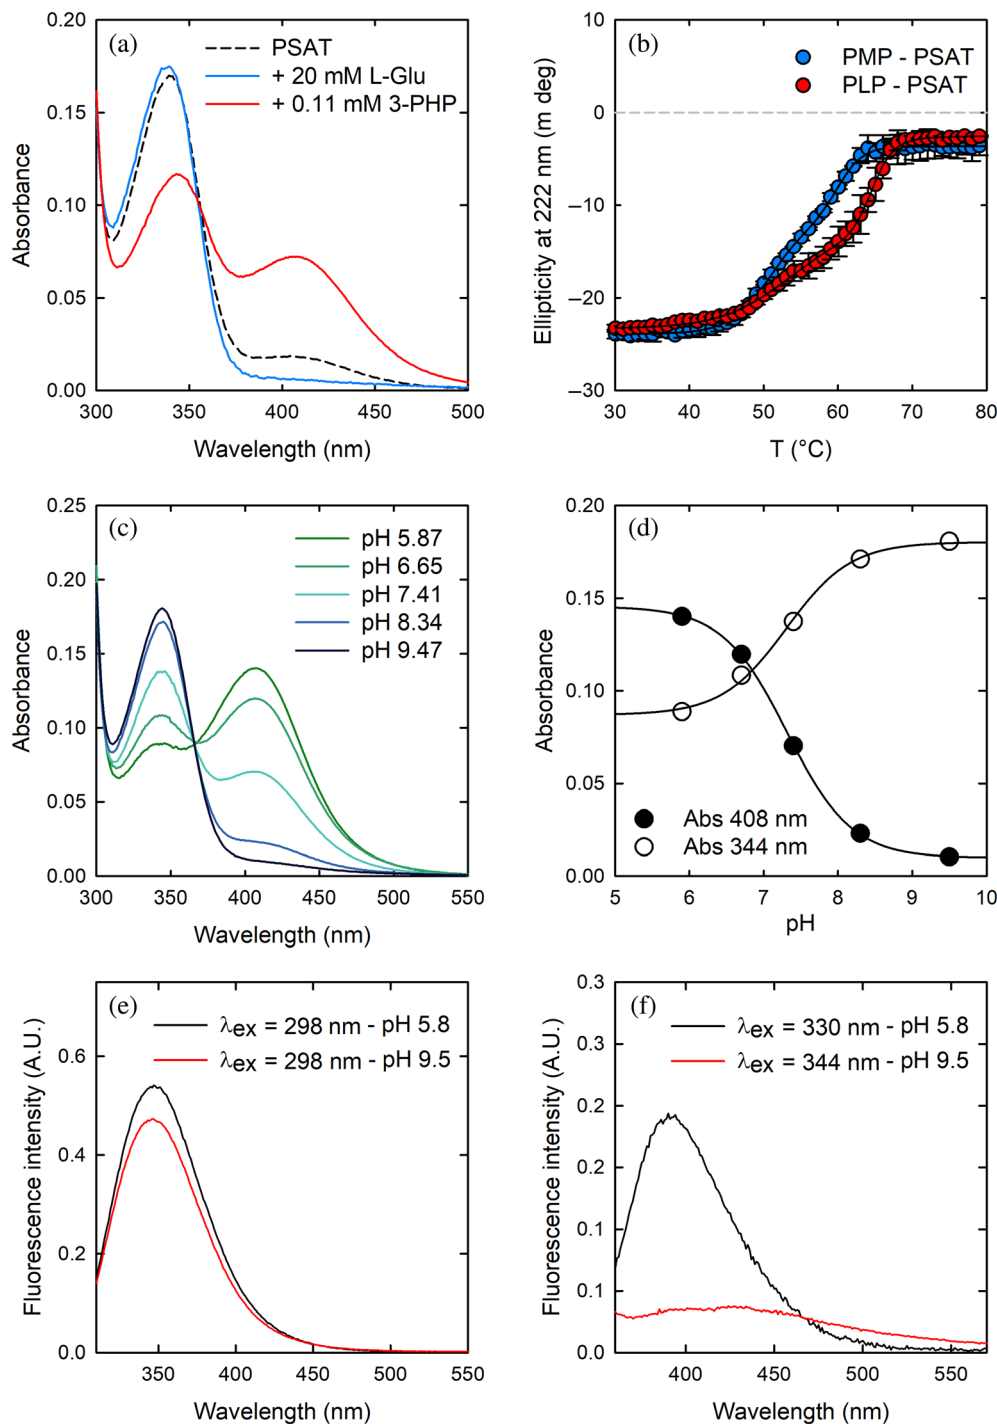 (a)
PSAT
+ 20 mM L-Glu
+ 0.11 mM 3-PHP
0.20
0.15
0.10
0.05
0.00
Absorbance
300 350 400 450 500
Wavelength (nm)
(b)
PMP - PSAT
PLP - PSAT
0
−10
−20
−30
Ellipticity at 222 nm (m deg)
30 40 50 60 70 80
T (°C)
(c)
pH 5.87
pH 6.65
pH 7.41
pH 8.34
pH 9.47
0.25
0.20
0.15
0.10
0.05
0.00
Absorbance
300 350 400 450 500 550
Wavelength (nm)
(d)
Abs 408 nm
Abs 344 nm
0.20
0.15
0.10
0.05
0.00
Absorbance
5 6 7 8 9 10
pH
(e)
λex = 298 nm - pH 5.8
λex = 298 nm - pH 9.5
0.6
0.4
0.2
0.0
Fluorescence intensity (A.U.)
350 400 450 500 550
Wavelength (nm)
(f)
λex = 330 nm - pH 5.8
λex = 344 nm - pH 9.5
0.3
0.3
0.2
0.2
0.1
0.1
0.0
Fluorescence intensity (A.U.)
400 450 500 550
Wavelength (nm)